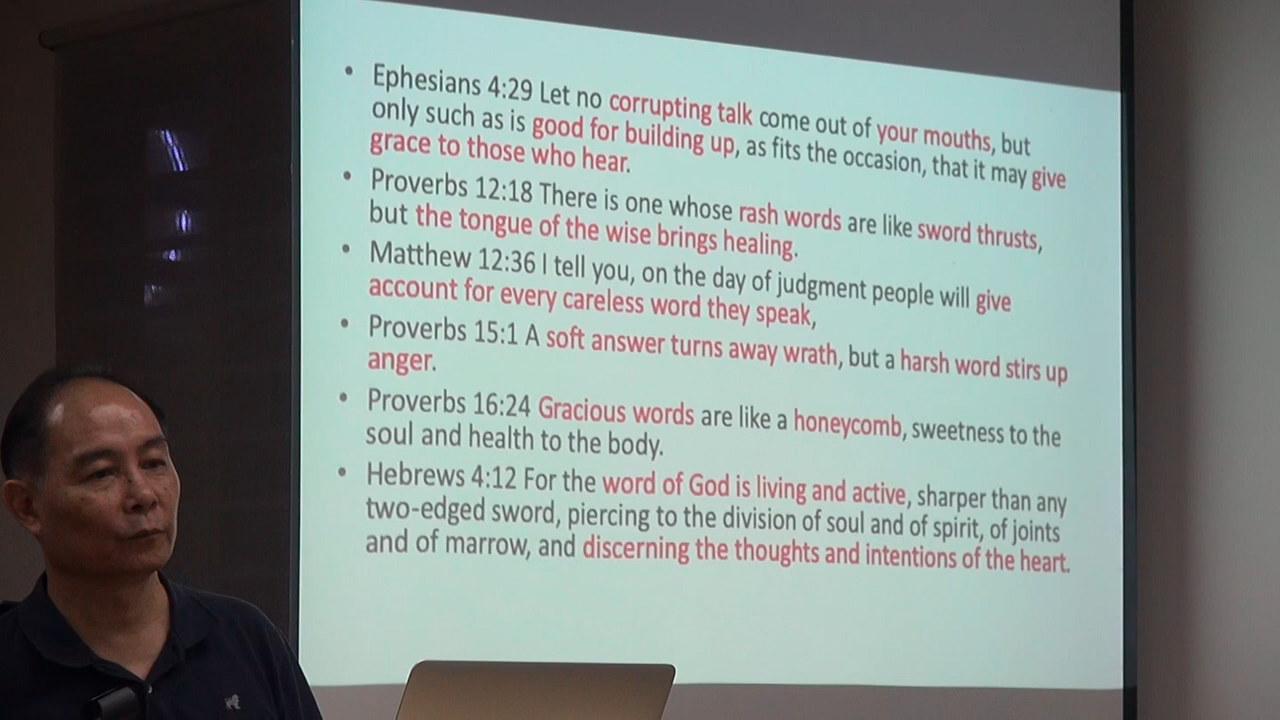 • Ephesians 4:29 Let no corrupting talk come out of your mouths, but
only such as is good for building up, as fits the occasion, that it may give
grace to those who hear.
• Proverbs 12:18 There is one whose rash words are like sword thrusts,
but the tongue of the wise brings healing.
• Matthew 12:36 I tell you, on the day of judgment people will give
account for every careless word they speak,
• Proverbs 15:1 A soft answer turns away wrath, but a harsh word stirs up
anger.
• Proverbs 16:24 Gracious words are like a honeycomb, sweetness to the
soul and health to the body.
• Hebrews 4:12 For the word of God is living and active, sharper than any
two-edged sword, piercing to the division of soul and of spirit, of joints
and of marrow, and discerning the thoughts and intentions of the heart.